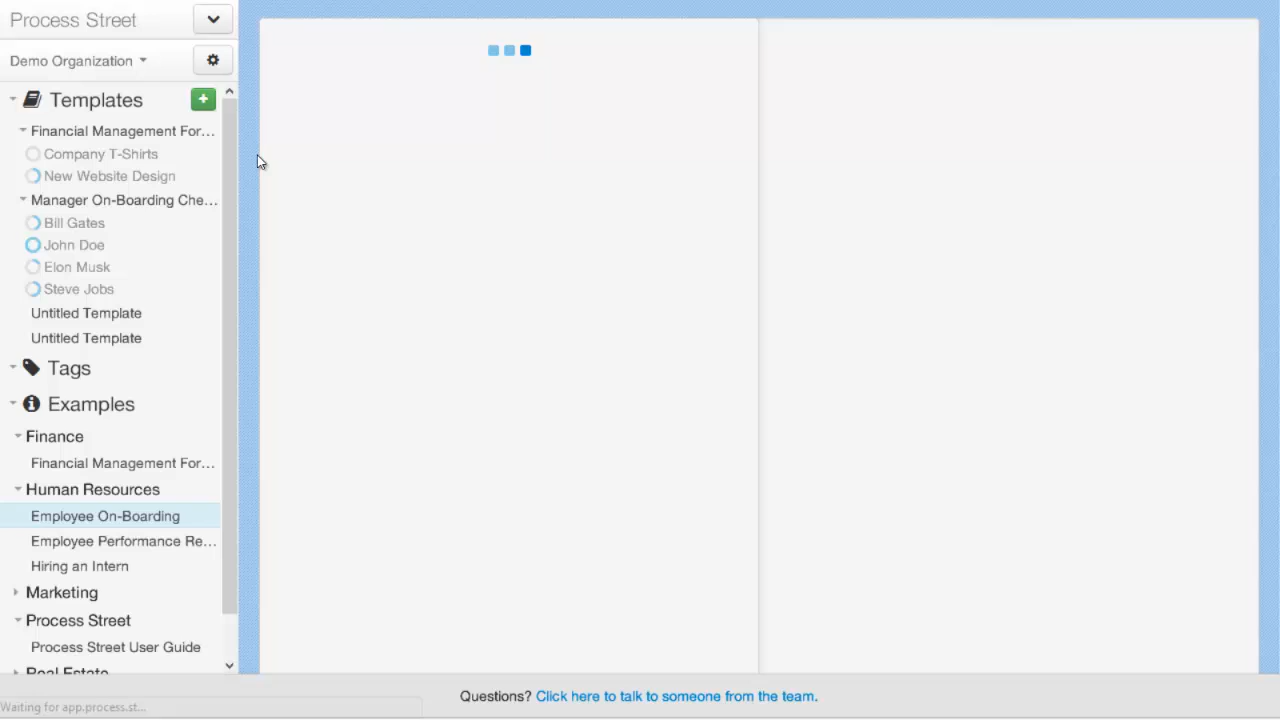 Process Street
Demo Organization
Templates
Financial Management For...
Company T-Shirts
New Website Design
Manager On-Boarding Che...
Bill Gates
John Doe
Elon Musk
Steve Jobs
Untitled Template
Untitled Template
Tags
Examples
Finance
Financial Management For...
Human Resources
Employee On-Boarding
Employee Performance Re...
Hiring an Intern
Marketing
Process Street
Process Street User Guide
Real Estate
Questions? Click here to talk to someone from the team.
Waiting for app.process.st...